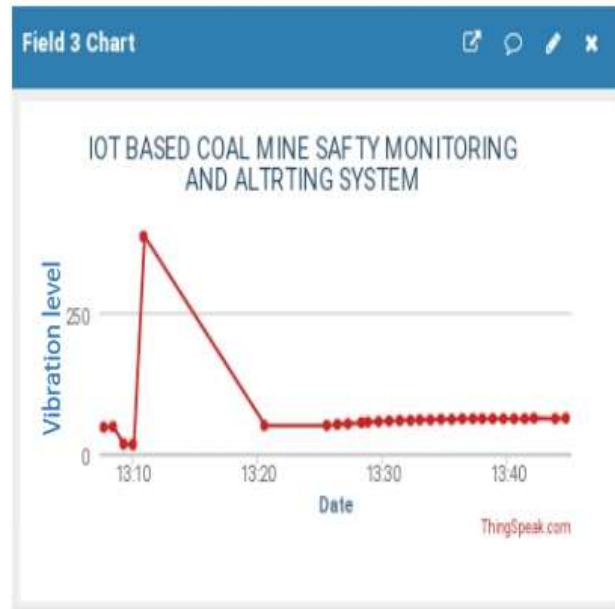 Field 3 Chart
IOT BASED COAL MINE SAFTY MONITORING
AND ALTRTING SYSTEM
Vibration level
250
0
13:10 13:20 13:30 13:40
Date
ThingSpeak.com